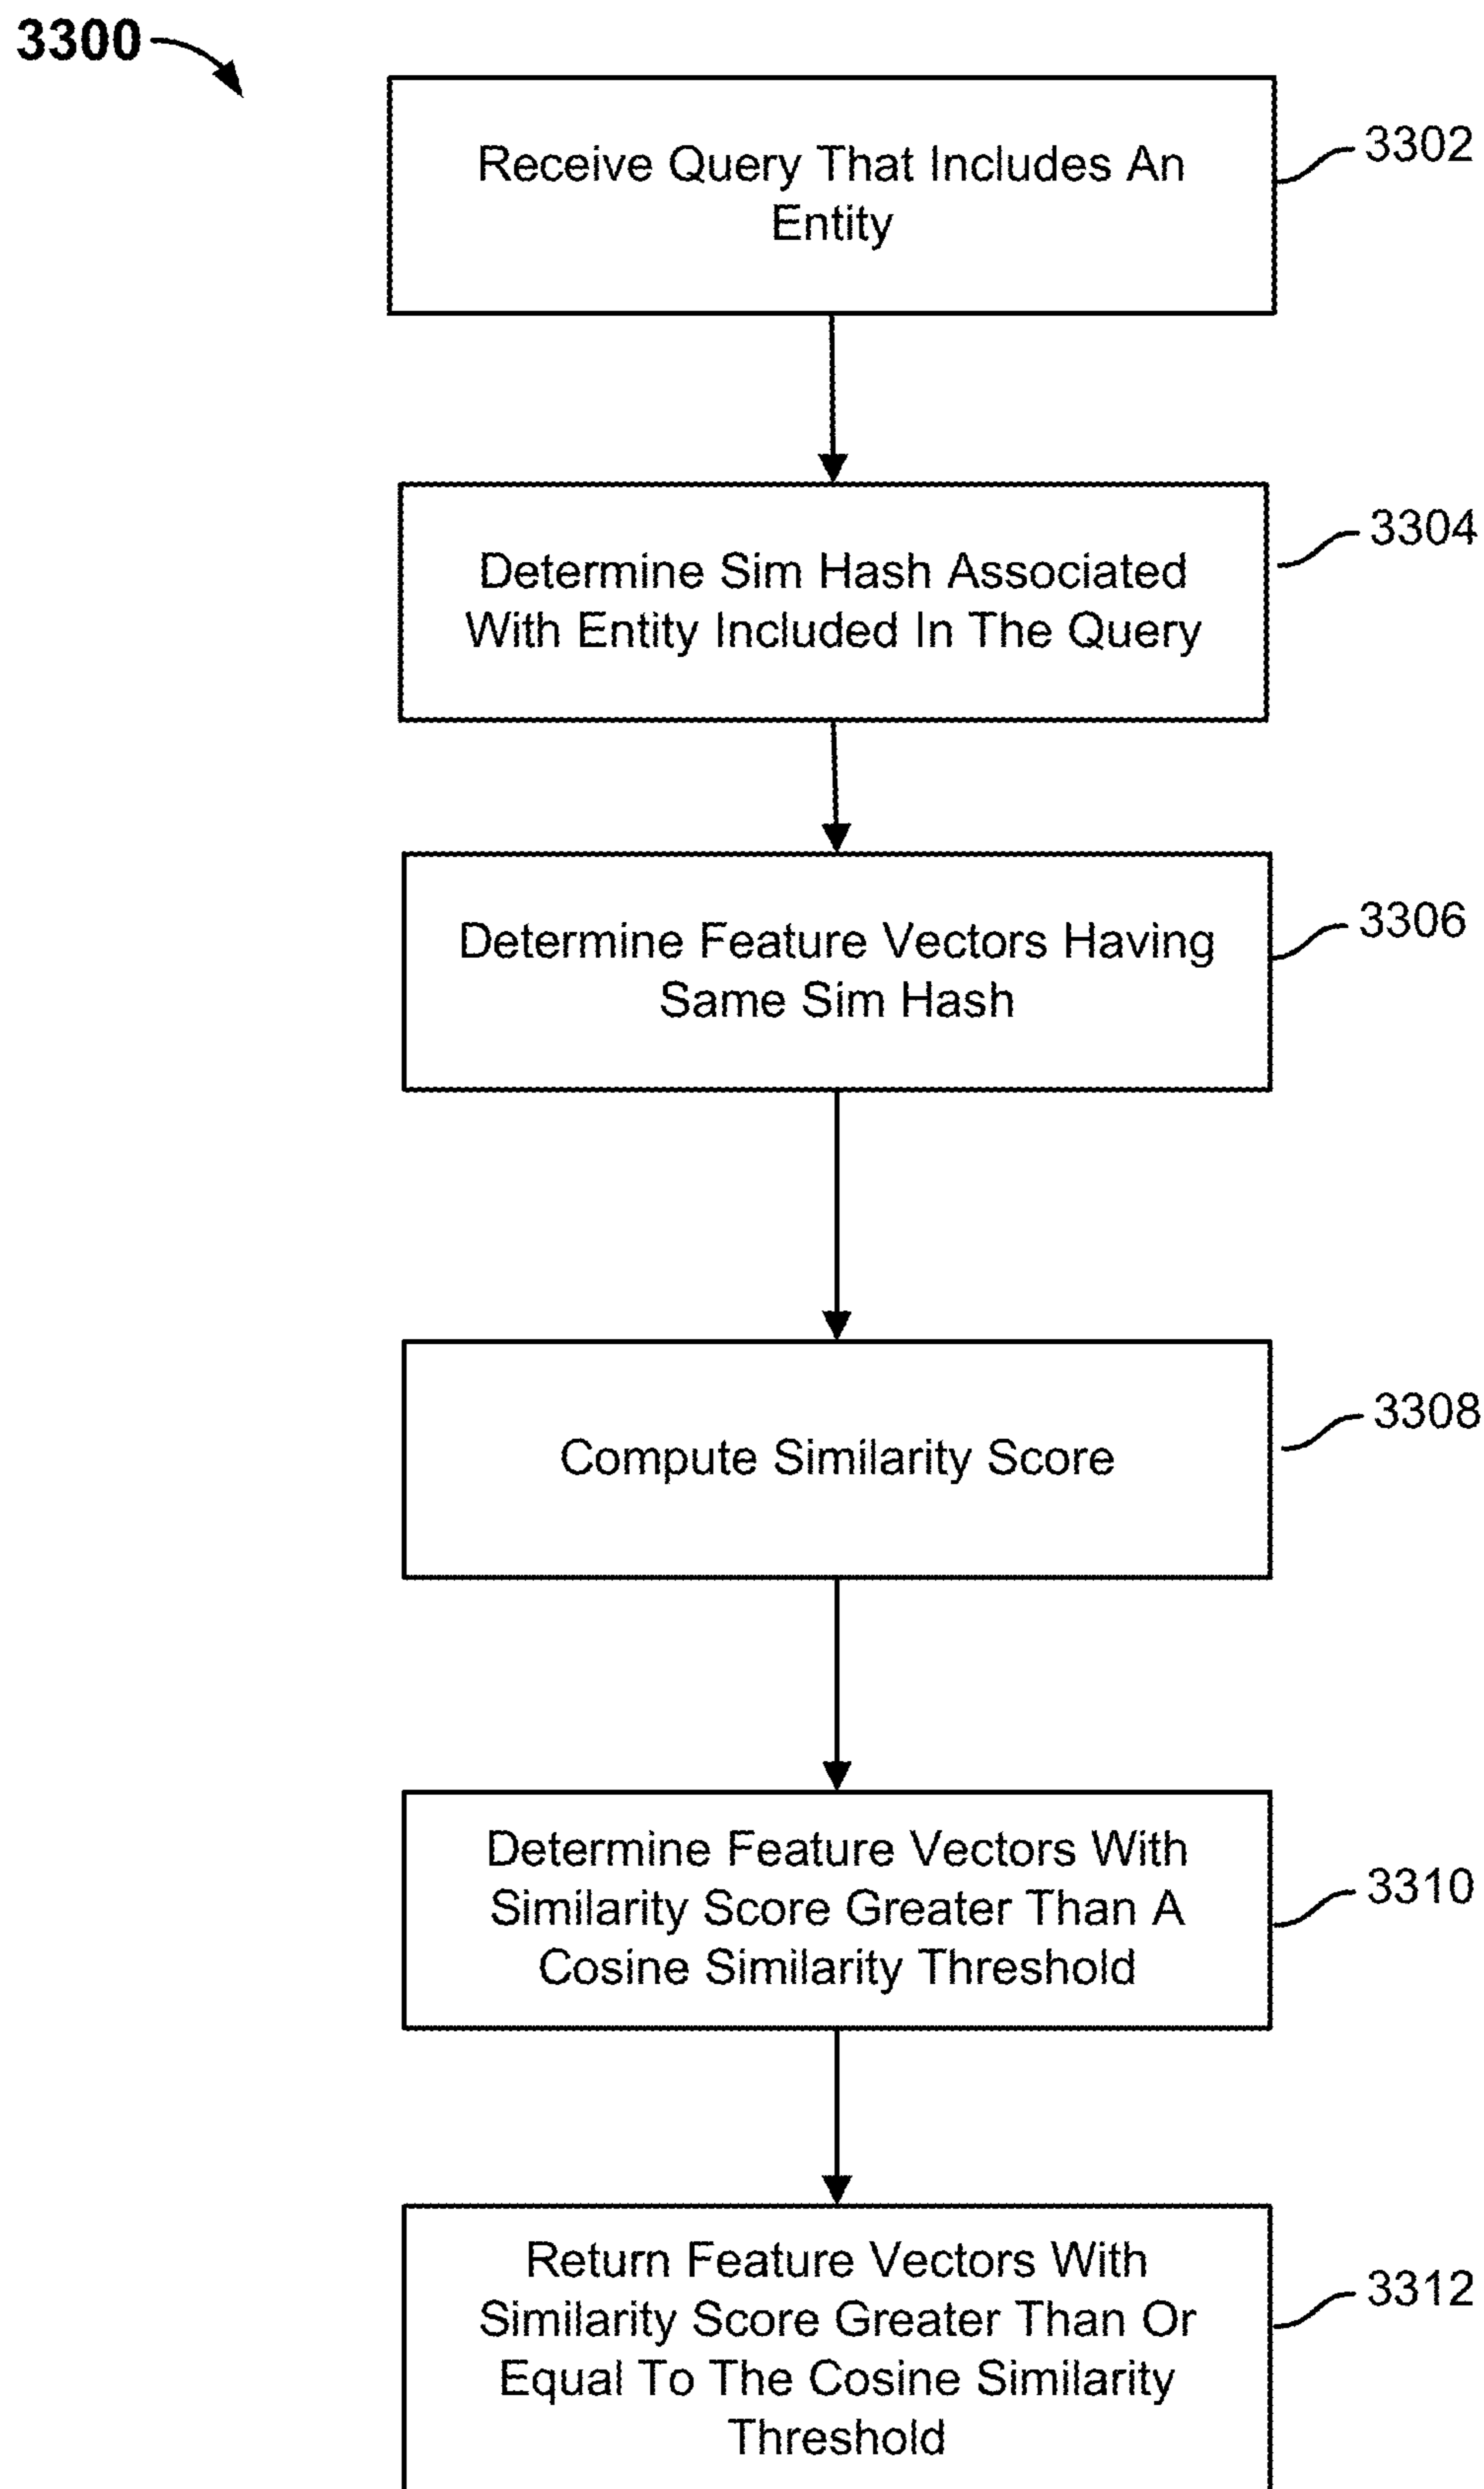 3300
Receive Query That Includes An
Entity
3302
Determine Sim Hash Associated
With Entity Included In The Query
3304
Determine Feature Vectors Having
Same Sim Hash
3306
Compute Similarity Score
3308
Determine Feature Vectors With
Similarity Score Greater Than A
Cosine Similarity Threshold
3310
Return Feature Vectors With
Similarity Score Greater Than Or
Equal To The Cosine Similarity
Threshold
3312